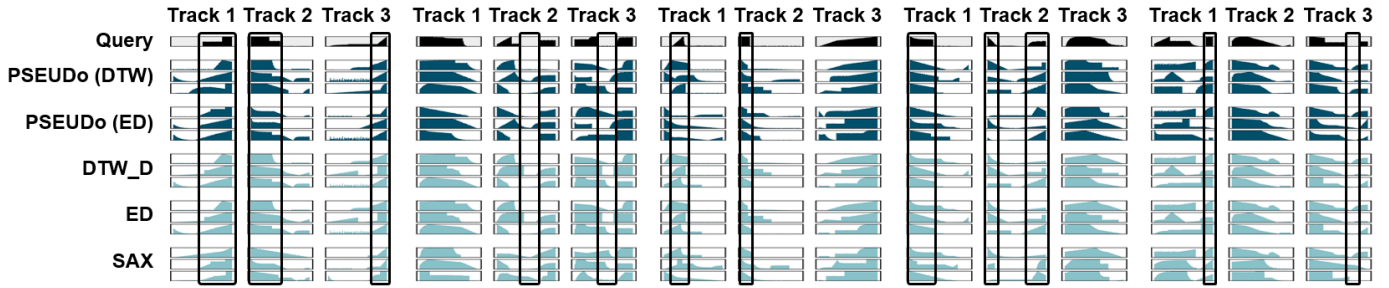 Track 1 Track 2 Track 3 Track 1 Track 2 Track 3 Track 1 Track 2 Track 3 Track 1 Track 2 Track 3 Track 1 Track 2 Track 3
Query
PSEUDo (DTW)
PSEUDo (ED)
DTW_D
ED
SAX